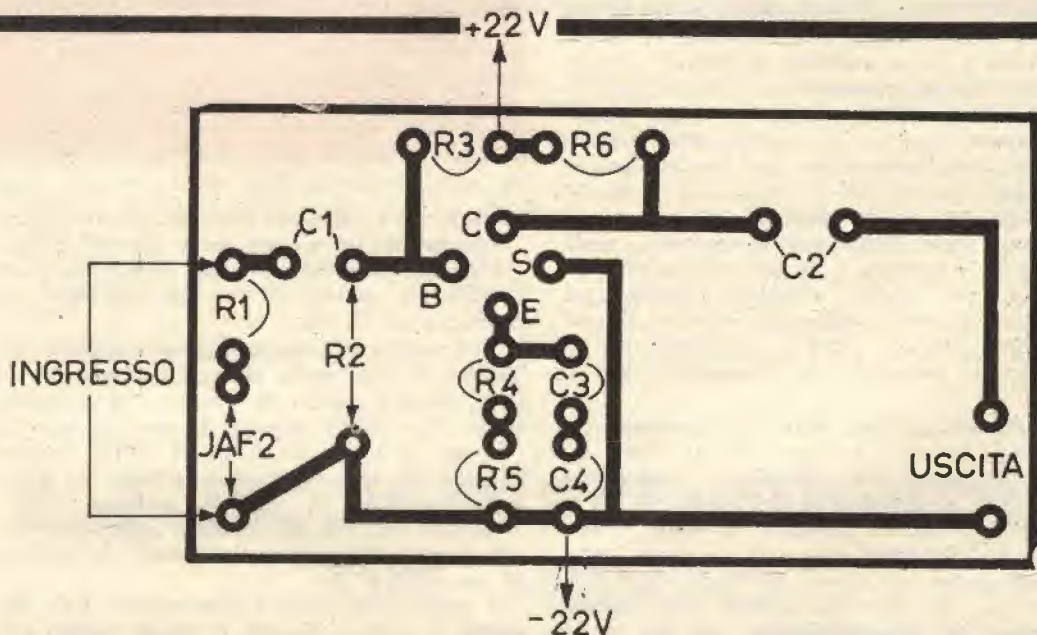 +22V
R3
R6
C1
C
C2
S
B
E
R1
INGRESSO
R2
R4
C3
JAF2
R5
C4
USCITA
-22V